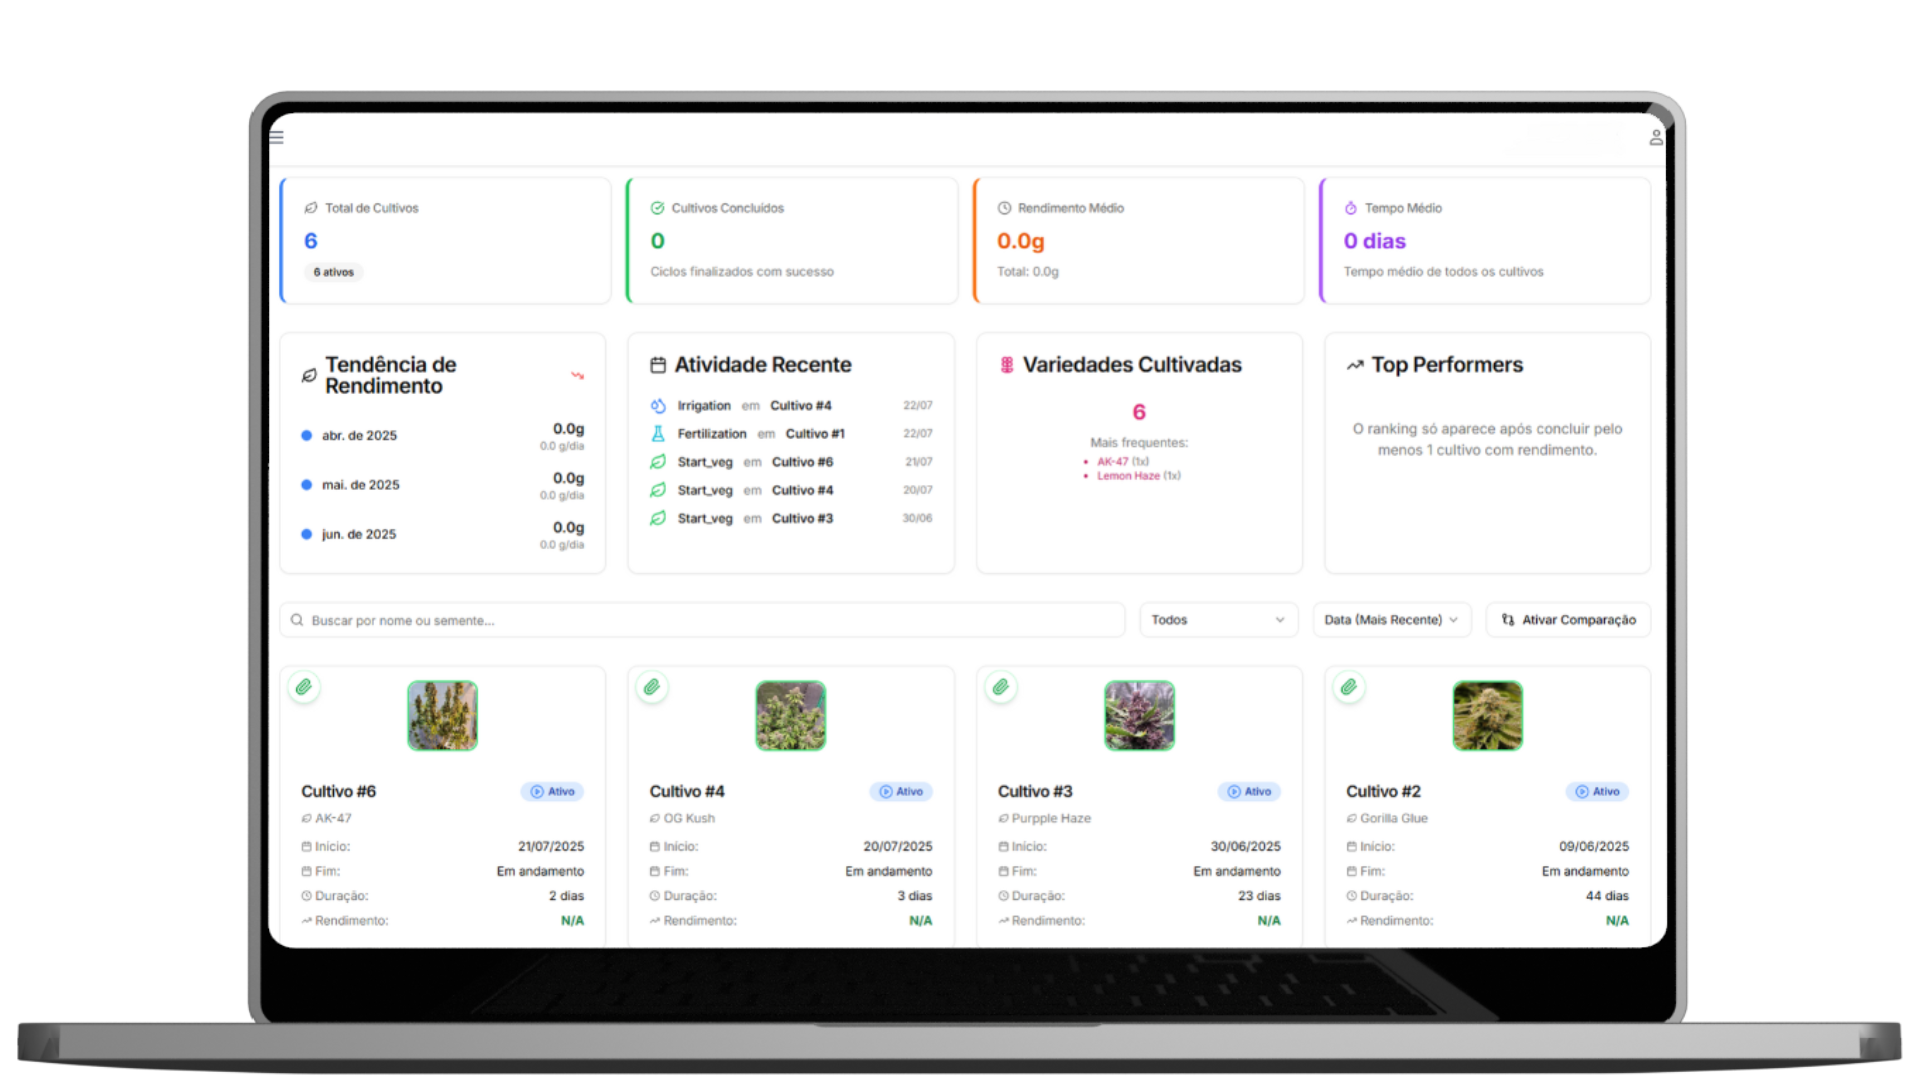 Total de Cultivos
6
6 ativos
Cultivos Concluídos
0
Ciclos finalizados com sucesso
Rendimento Médio
0.0g
Total: 0.0g
Tempo Médio
0 dias
Tempo médio de todos os cultivos
Tendência de
Rendimento
abr. de 2025 0.0g
0.0 g/dia
mai. de 2025 0.0g
0.0 g/dia
jun. de 2025 0.0g
0.0 g/dia
Atividade Recente
Irrigation em Cultivo #4 22/07
Fertilization em Cultivo #1 22/07
Start_veg em Cultivo #6 21/07
Start_veg em Cultivo #4 20/07
Start_veg em Cultivo #3 30/06
Variedades Cultivadas
6
Mais frequentes:
• AK-47 (1x)
• Lemon Haze (1x)
Top Performers
O ranking só aparece após concluir pelo
menos 1 cultivo com rendimento.
Buscar por nome ou semente...
Todos
Data (Mais Recente)
Ativar Comparação
Cultivo #6 Ativo
AK-47
Início: 21/07/2025
Fim: Em andamento
Duração: 2 dias
Rendimento: N/A
Cultivo #4 Ativo
OG Kush
Início: 20/07/2025
Fim: Em andamento
Duração: 3 dias
Rendimento: N/A
Cultivo #3 Ativo
Purpple Haze
Início: 30/06/2025
Fim: Em andamento
Duração: 23 dias
Rendimento: N/A
Cultivo #2 Ativo
Gorilla Glue
Início: 09/06/2025
Fim: Em andamento
Duração: 44 dias
Rendimento: N/A